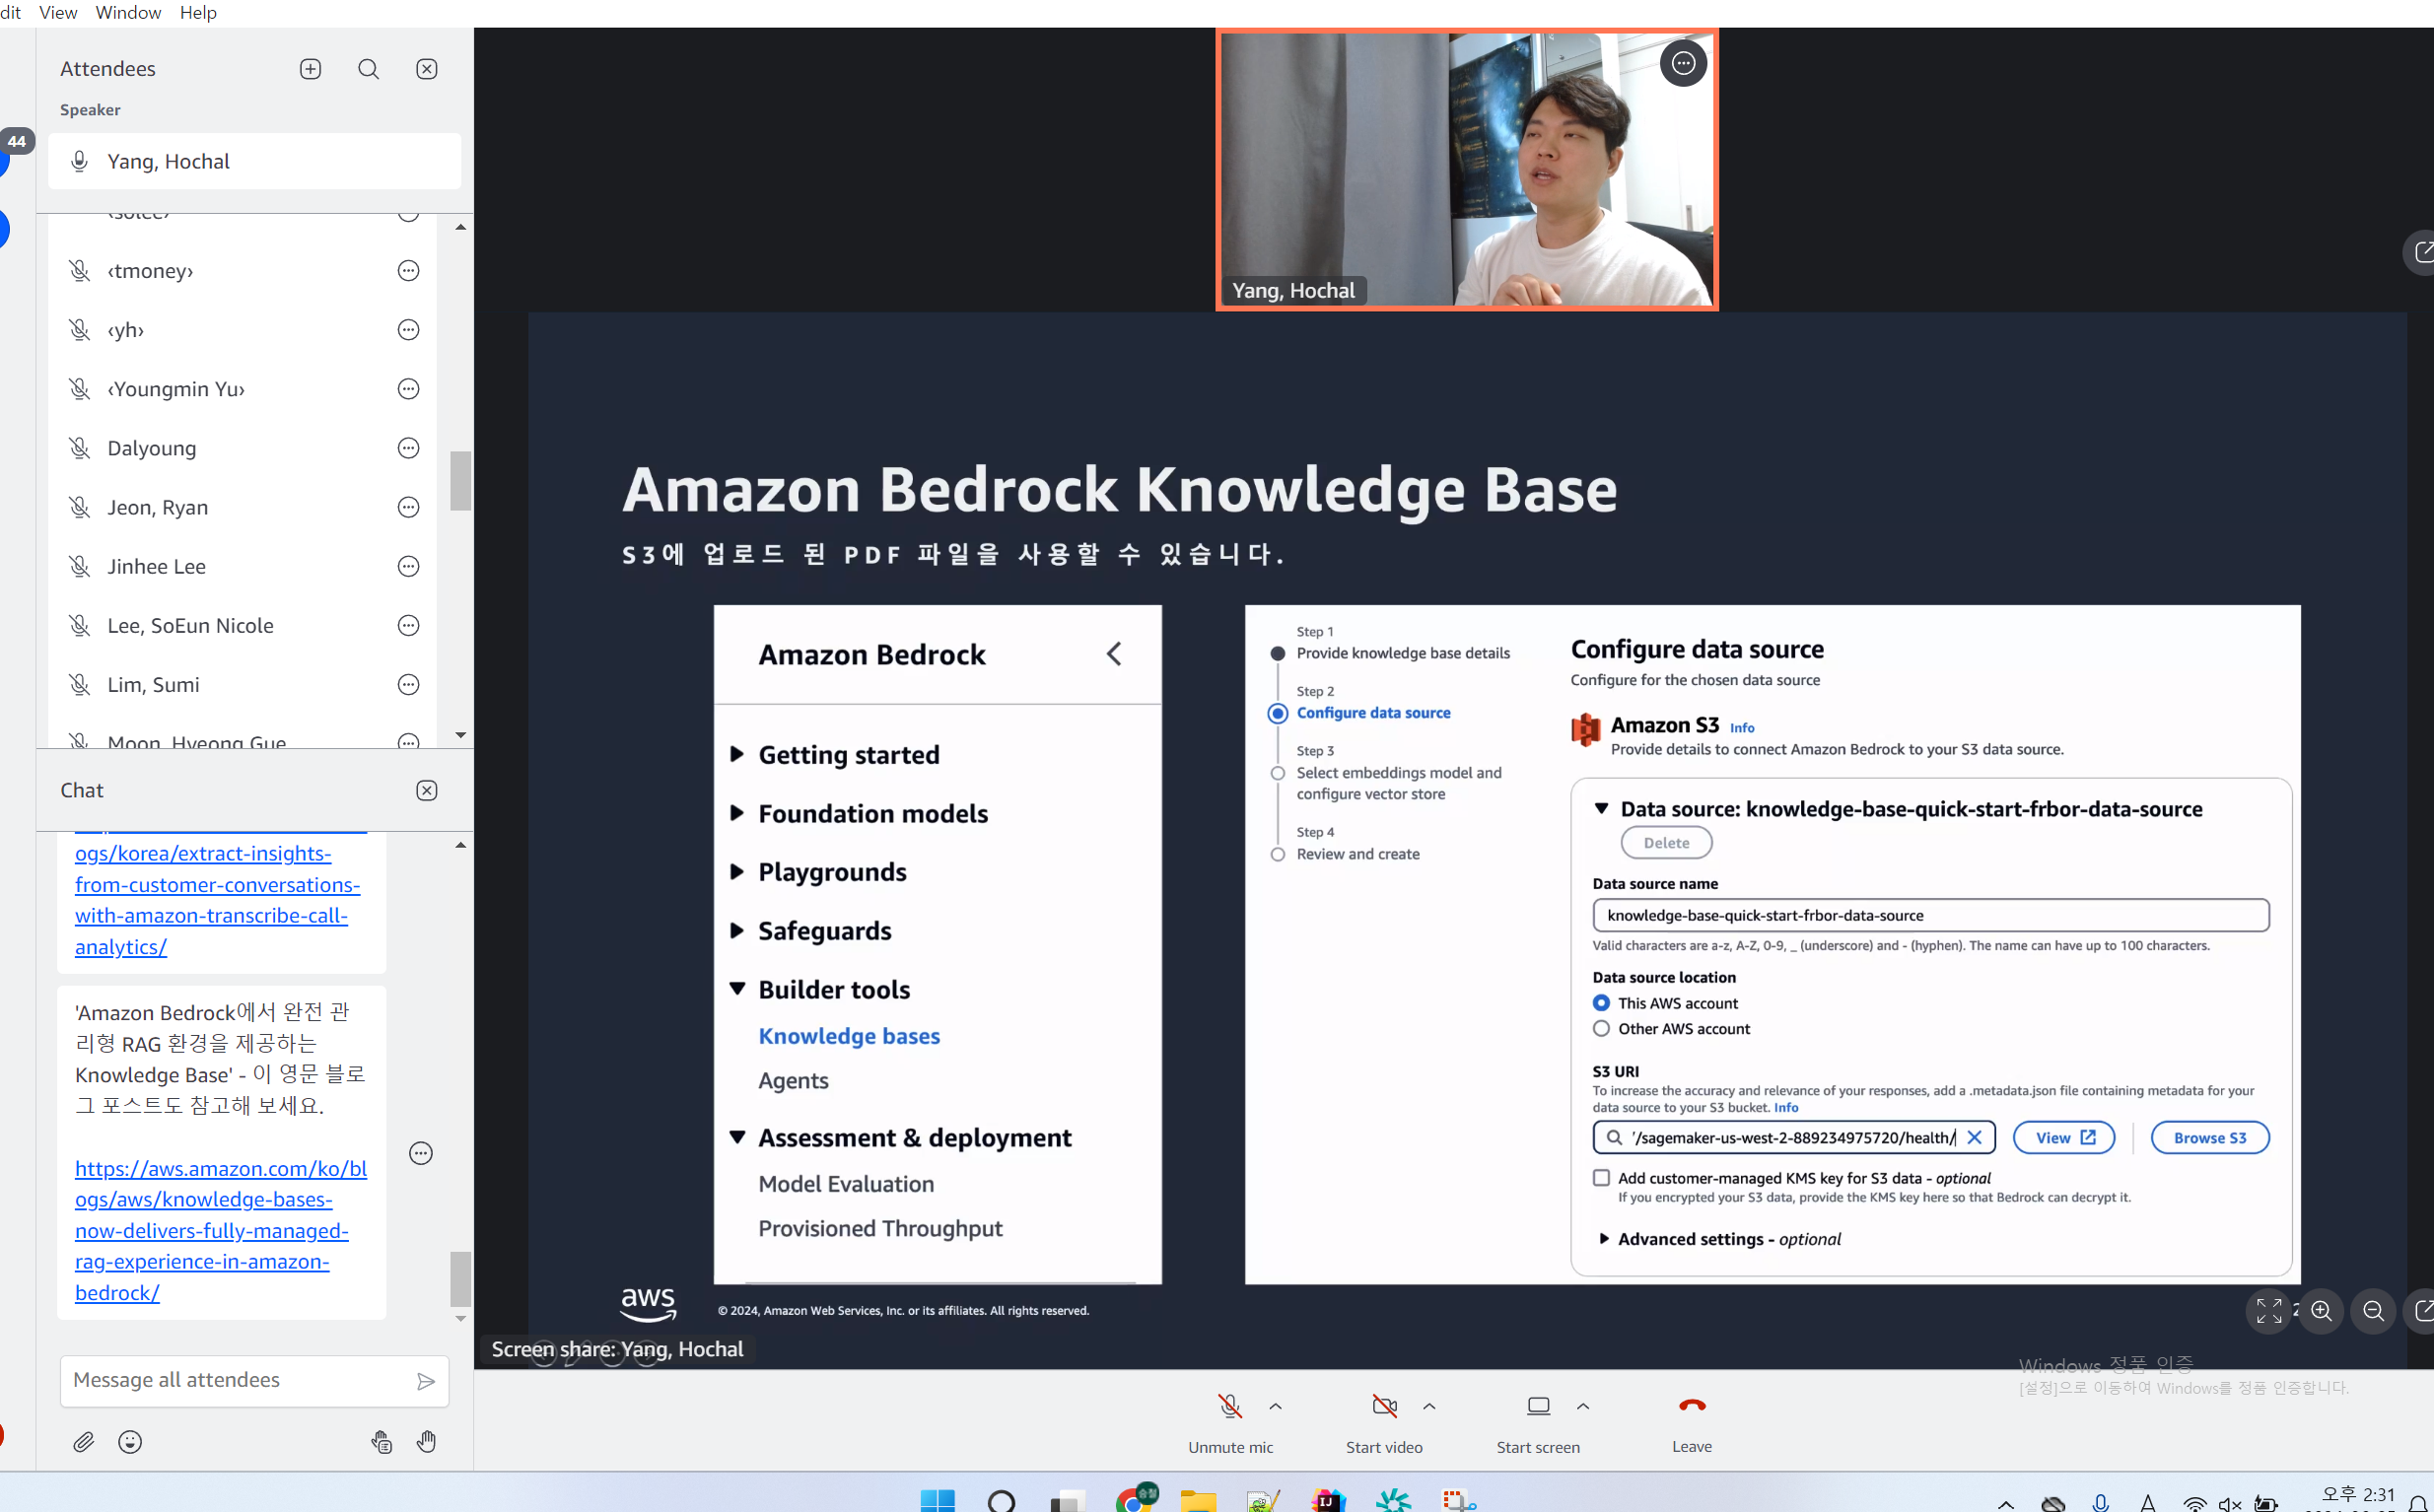 dit View Window Help
Attendees
Speaker
44
Yang, Hochal
‹tmoney›
‹yh›
‹Youngmin Yu›
Dalyoung
Jeon, Ryan
Jinhee Lee
Lee, SoEun Nicole
Lim, Sumi
Moon, Hyeong Gue
Chat
ogs/korea/extract-insights-
from-customer-conversations-
with-amazon-transcribe-call-
analytics/
'Amazon Bedrock에서 완전 관
리형 RAG 환경을 제공하는
Knowledge Base' - 이 영문 블로
그 포스트도 참고해 보세요.
https://aws.amazon.com/ko/bl
ogs/aws/knowledge-bases-
now-delivers-fully-managed-
rag-experience-in-amazon-
bedrock/
Message all attendees
Yang, Hochal
Amazon Bedrock Knowledge Base
S3에 업로드 된 PDF 파일을 사용할 수 있습니다.
Amazon Bedrock
Getting started
Foundation models
Playgrounds
Safeguards
Builder tools
Knowledge bases
Agents
Assessment & deployment
Model Evaluation
Provisioned Throughput
Step 1
Provide knowledge base details
Step 2
Configure data source
Step 3
Select embeddings model and
configure vector store
Step 4
Review and create
Configure data source
Configure for the chosen data source
Amazon S3 Info
Provide details to connect Amazon Bedrock to your S3 data source.
Data source: knowledge-base-quick-start-frbor-data-source
Delete
Data source name
knowledge-base-quick-start-frbor-data-source
Valid characters are a-z, A-Z, 0-9, _ (underscore) and - (hyphen). The name can have up to 100 characters.
Data source location
This AWS account
Other AWS account
S3 URI
To increase the accuracy and relevance of your responses, add a .metadata.json file containing metadata for your
data source to your S3 bucket. Info
'/sagemaker-us-west-2-889234975720/health/ View Browse S3
Add customer-managed KMS key for S3 data - optional
If you encrypted your S3 data, provide the KMS key here so that Bedrock can decrypt it.
Advanced settings - optional
aws
© 2024, Amazon Web Services, Inc. or its affiliates. All rights reserved.
Screen share: Yang, Hochal
Windows 정품 인증
[설정]으로 이동하여 Windows를 정품 인증합니다.
Unmute mic Start video Start screen Leave
A 오후 2:31